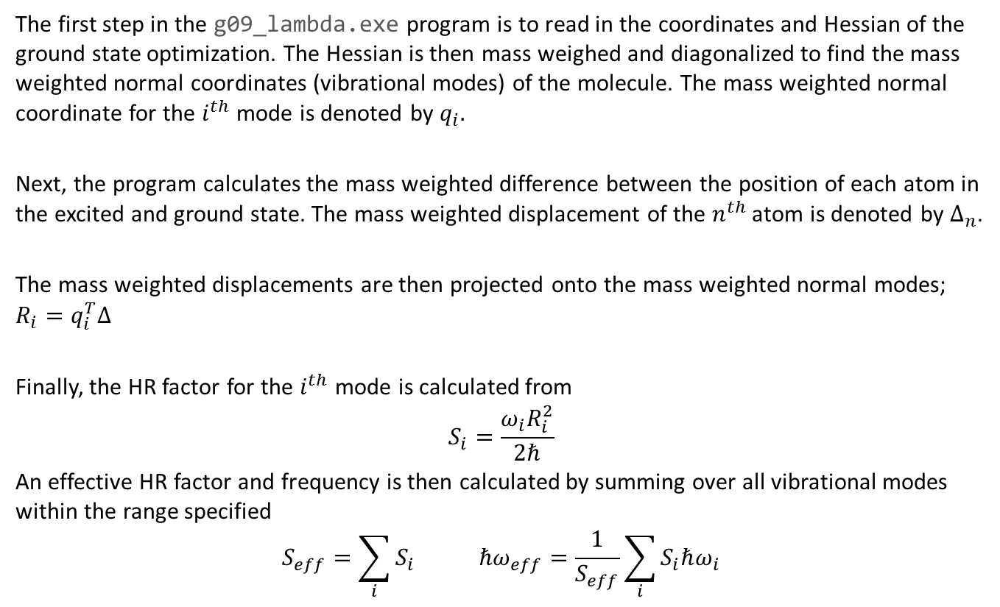 The first step in the g09_lambda.exe program is to read in the coordinates and Hessian of the
ground state optimization. The Hessian is then mass weighed and diagonalized to find the mass
weighted normal coordinates (vibrational modes) of the molecule. The mass weighted normal
coordinate for the $i^{th}$ mode is denoted by $q_i$.
Next, the program calculates the mass weighted difference between the position of each atom in
the excited and ground state. The mass weighted displacement of the $n^{th}$ atom is denoted by $\Delta_n$.
The mass weighted displacements are then projected onto the mass weighted normal modes;
$R_i = q_i^T \Delta$
Finally, the HR factor for the $i^{th}$ mode is calculated from
$S_i = \frac{\omega_i R_i^2}{2\hbar}$
An effective HR factor and frequency is then calculated by summing over all vibrational modes
within the range specified
$S_{eff} = \sum_i S_i \quad \hbar\omega_{eff} = \frac{1}{S_{eff}} \sum_i S_i \hbar\omega_i$